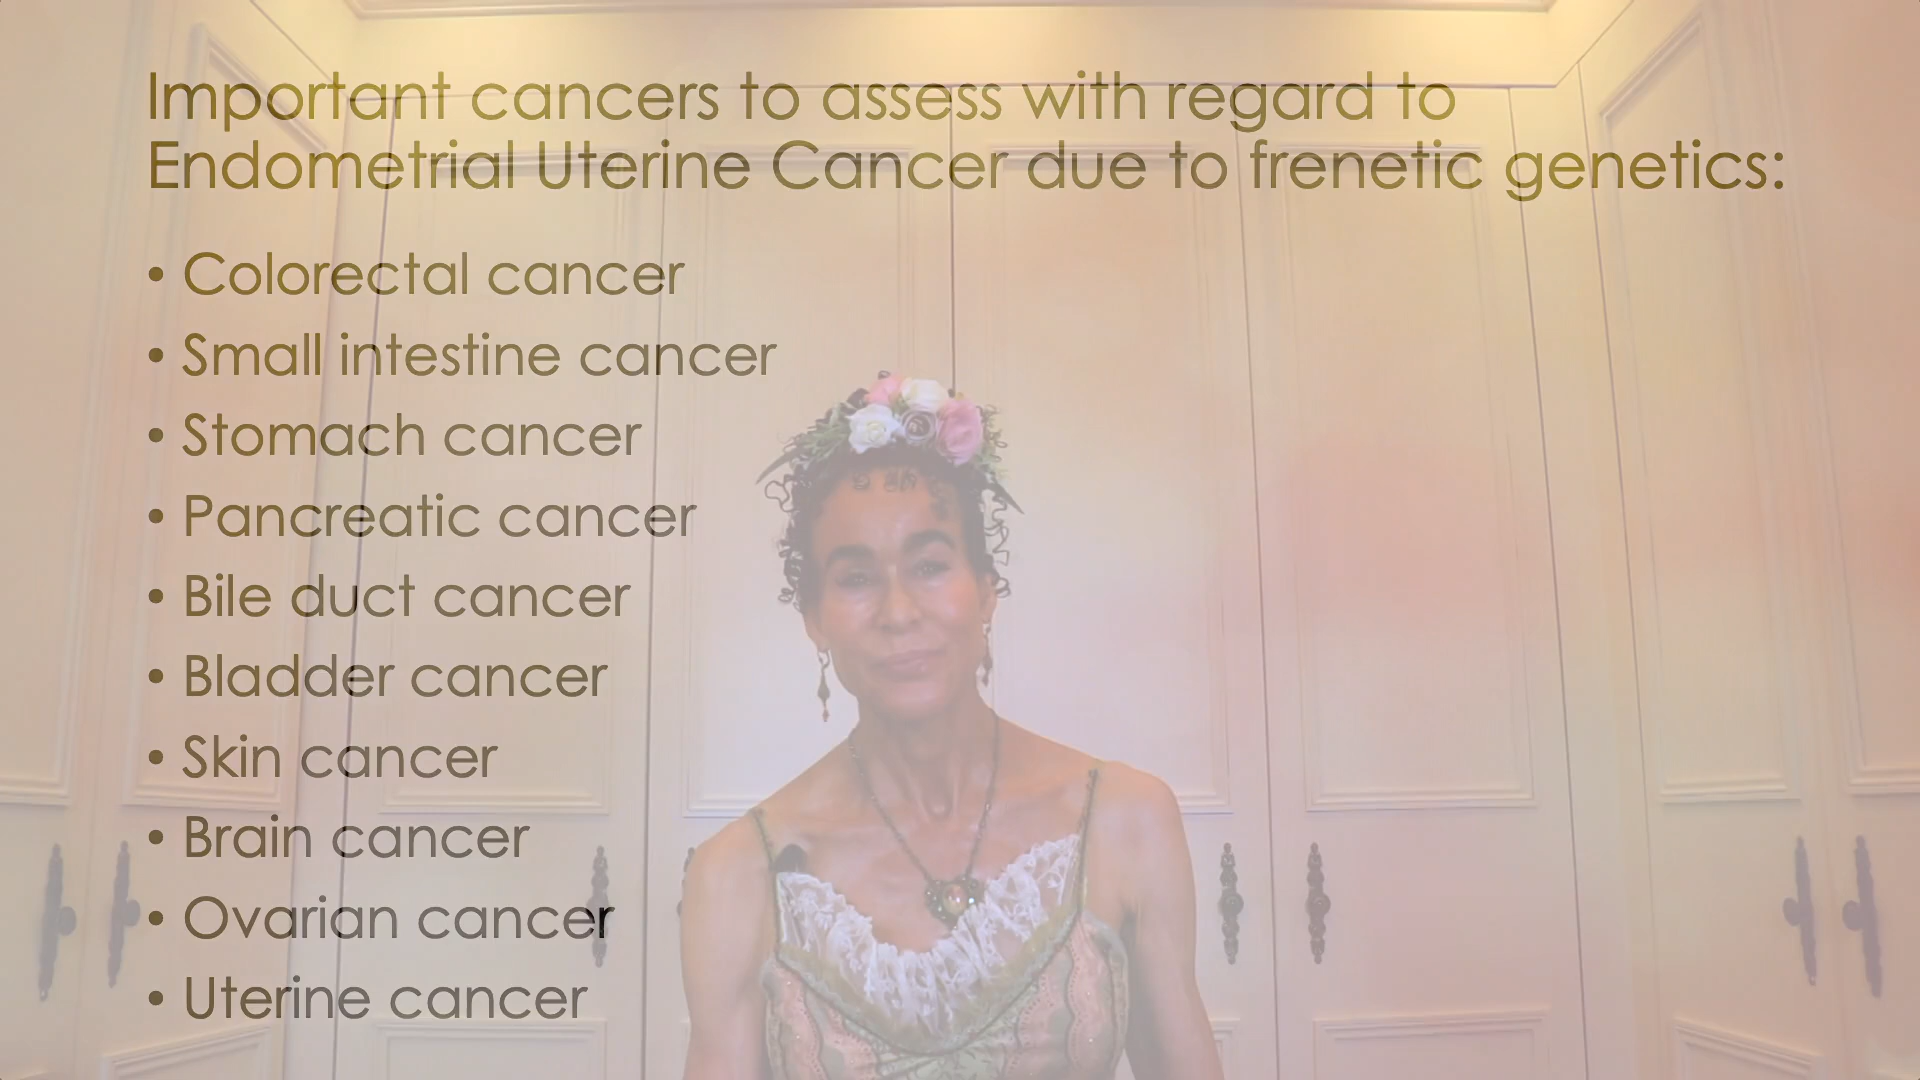 Important cancers to assess with regard to
Endometrial Uterine Cancer due to frenetic genetics:
• Colorectal cancer
• Small intestine cancer
• Stomach cancer
• Pancreatic cancer
• Bile duct cancer
• Bladder cancer
• Skin cancer
• Brain cancer
• Ovarian cancer
• Uterine cancer